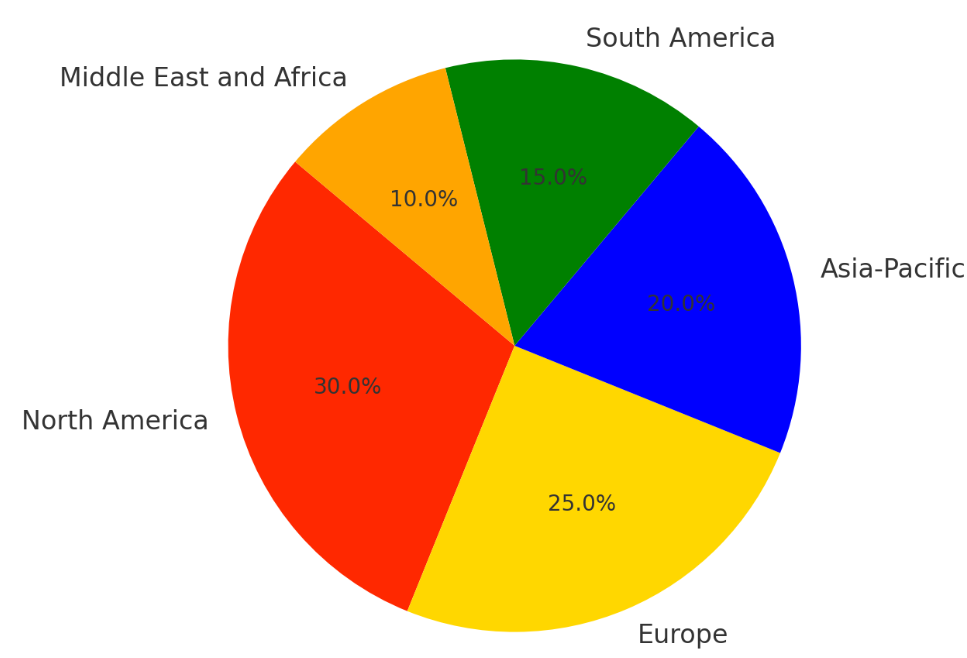 South America
Middle East and Africa
15.0%
10.0%
Asia-Pacific
20.0%
30.0%
North America
25.0%
Europe